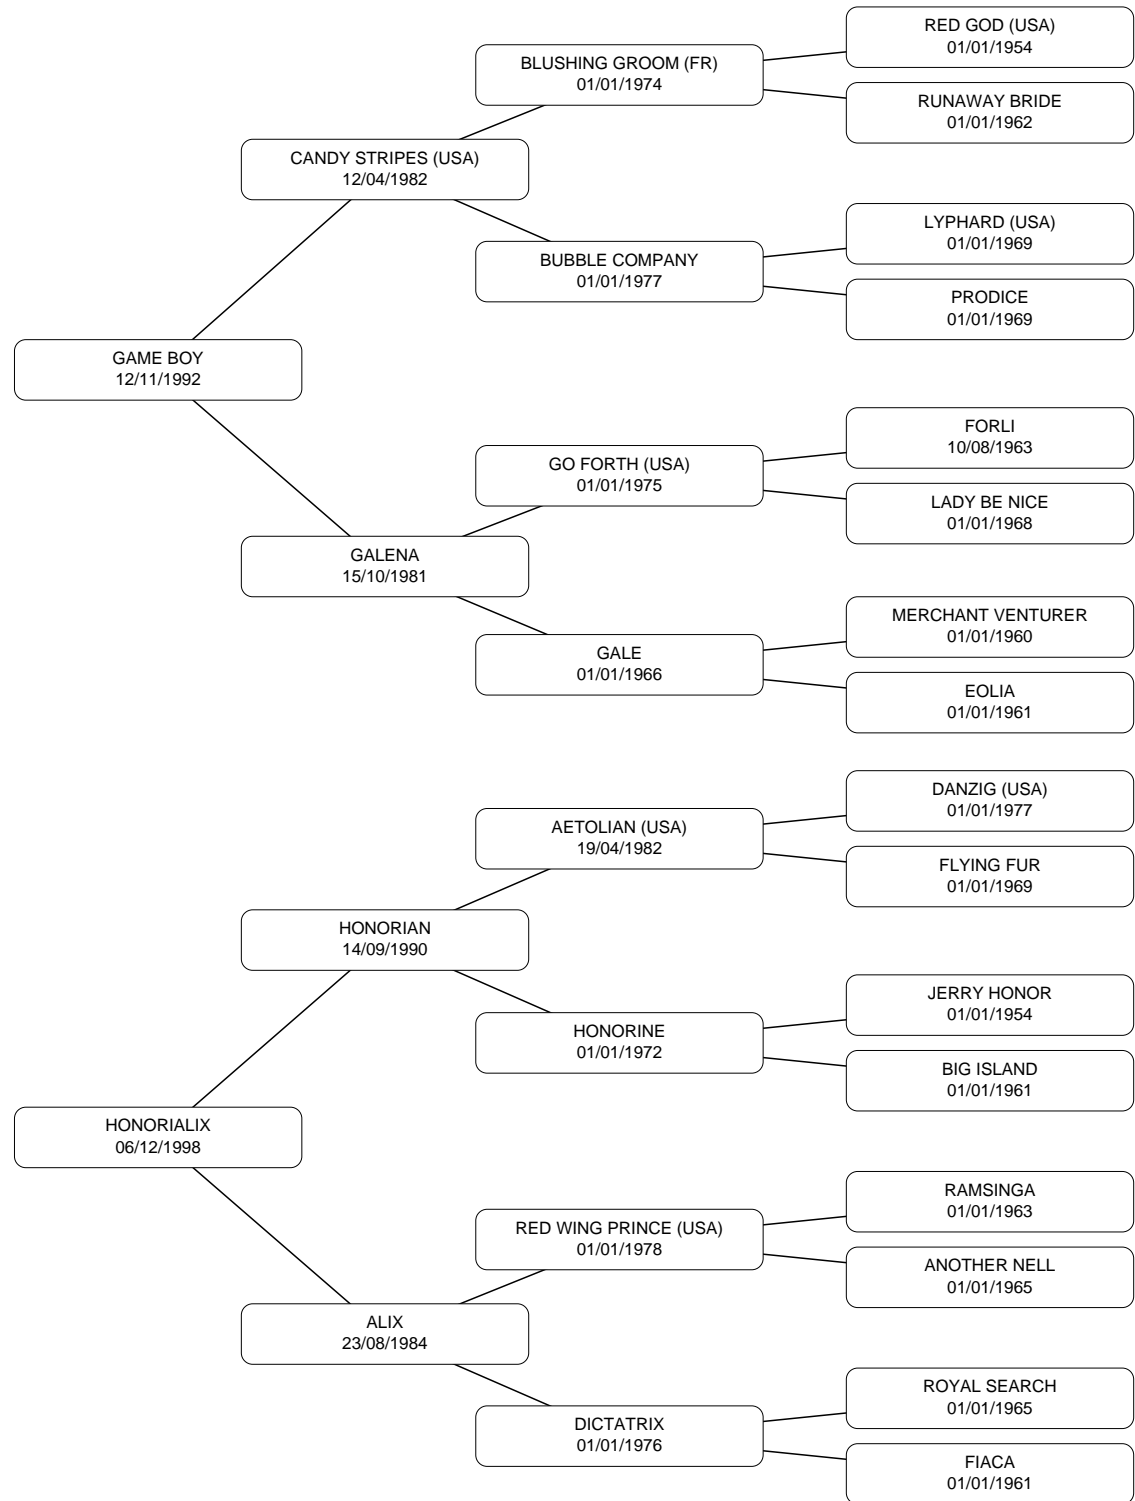 RED GOD (USA)
01/01/1954
BLUSHING GROOM (FR)
01/01/1974
RUNAWAY BRIDE
01/01/1962
CANDY STRIPES (USA)
12/04/1982
LYPHARD (USA)
01/01/1969
BUBBLE COMPANY
01/01/1977
PRODICE
01/01/1969
GAME BOY
12/11/1992
FORLI
10/08/1963
GO FORTH (USA)
01/01/1975
LADY BE NICE
01/01/1968
GALENA
15/10/1981
MERCHANT VENTURER
01/01/1960
GALE
01/01/1966
EOLIA
01/01/1961
DANZIG (USA)
01/01/1977
AETOLIAN (USA)
19/04/1982
FLYING FUR
01/01/1969
HONORIAN
14/09/1990
JERRY HONOR
01/01/1954
HONORINE
01/01/1972
BIG ISLAND
01/01/1961
HONORIALIX
06/12/1998
RAMSINGA
01/01/1963
RED WING PRINCE (USA)
01/01/1978
ANOTHER NELL
01/01/1965
ALIX
23/08/1984
ROYAL SEARCH
01/01/1965
DICTATRIX
01/01/1976
FIACA
01/01/1961